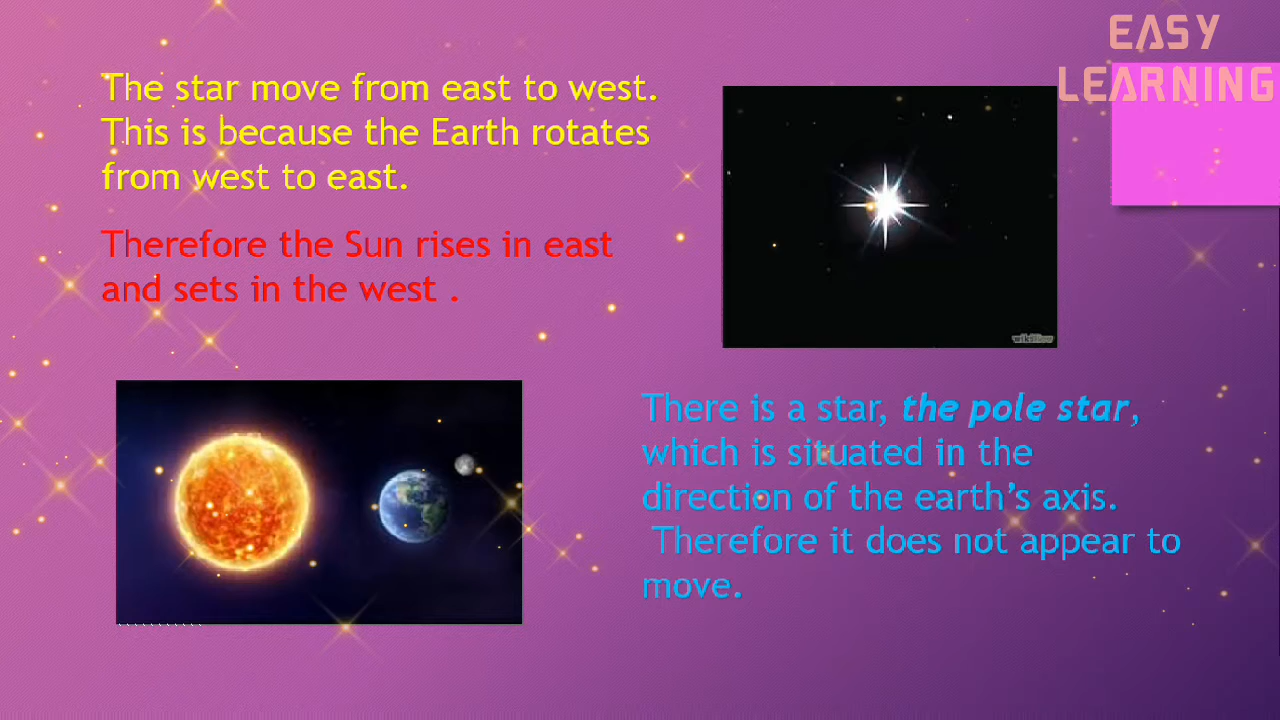 EASY
LEARNING
The star move from east to west.
This is because the Earth rotates
from west to east.
Therefore the Sun rises in east
and sets in the west .
wikiHow
There is a star, the pole star,
which is situated in the
direction of the earth's axis.
Therefore it does not appear to
move.